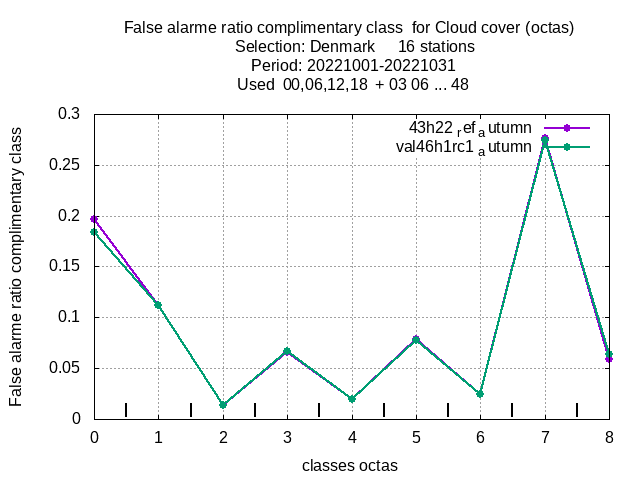 False alarme ratio complimentary class  for Cloud cover (octas)
Selection: Denmark     16 stations
Period: 20221001-20221031
Used  00,06,12,18  + 03 06 ... 48
43h22 ref a utumn
val46h1rc1 a utumn
False alarme ratio complimentary class
0.3
0.25
0.2
0.15
0.1
0.05
0
0 1 2 3 4 5 6 7 8
classes octas